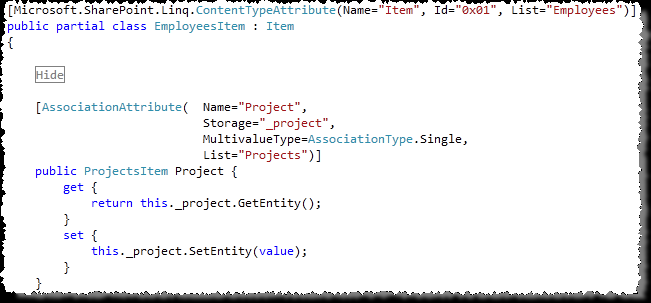 [Microsoft.SharePoint.Linq.ContentTypeAttribute(Name="Item", Id="0x01", List="Employees")]
public partial class EmployeesItem : Item
{
Hide
[AssociationAttribute(  Name="Project",
Storage="_project",
MultivalueType=AssociationType.Single,
List="Projects")]
public ProjectsItem Project {
get {
return this._project.GetEntity();
}
set {
this._project.SetEntity(value);
}
}